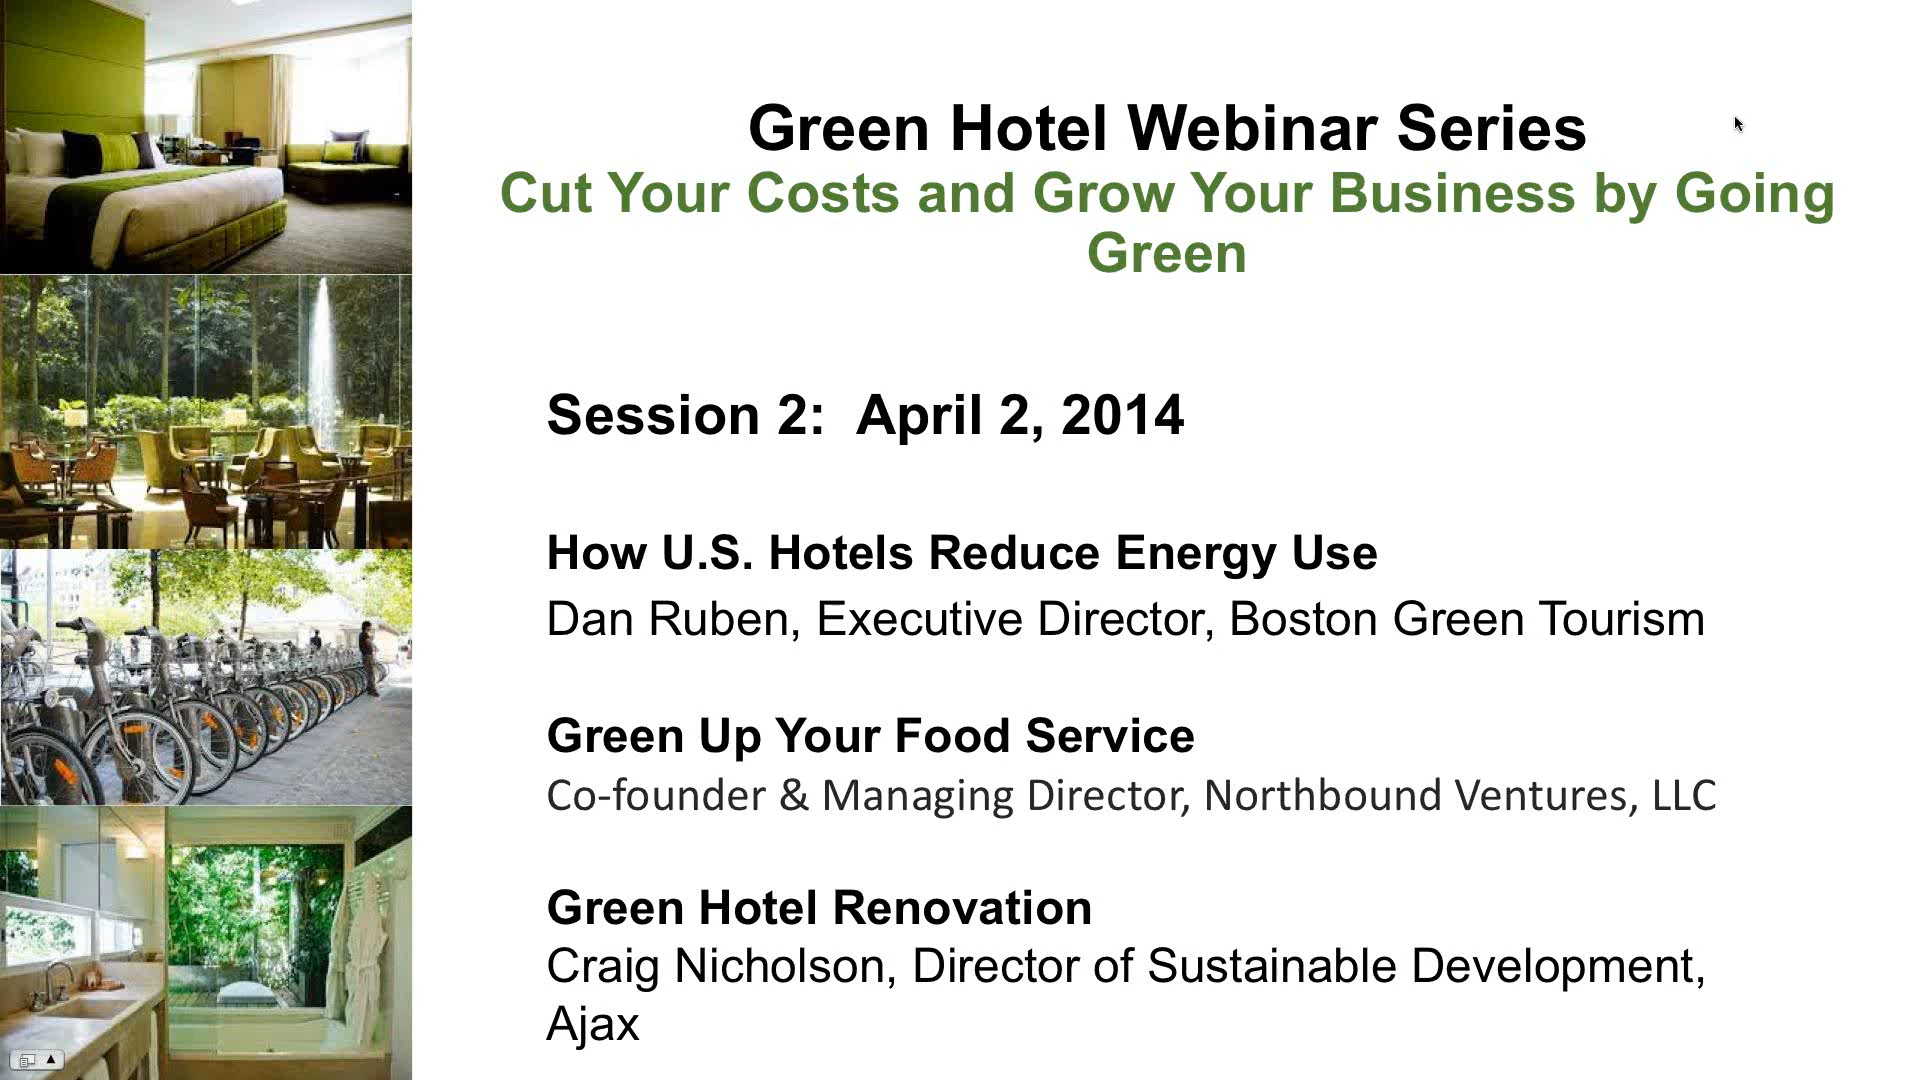 Green Hotel Webinar Series
Cut Your Costs and Grow Your Business by Going
Green
Session 2:  April 2, 2014
How U.S. Hotels Reduce Energy Use
Dan Ruben, Executive Director, Boston Green Tourism
Green Up Your Food Service
Co-founder & Managing Director, Northbound Ventures, LLC
Green Hotel Renovation
Craig Nicholson, Director of Sustainable Development,
Ajax